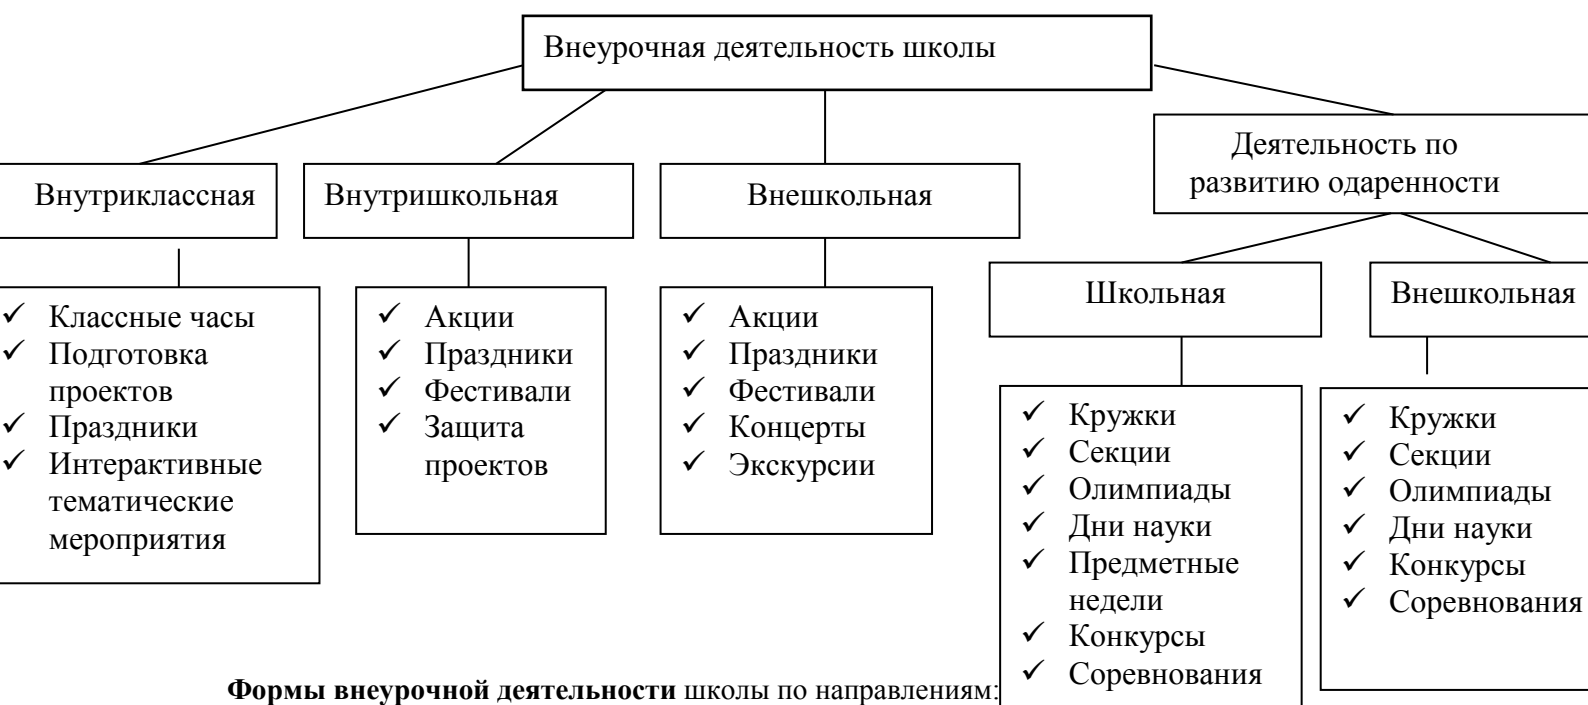 Внеурочная деятельность школы
Деятельность по
развитию одаренности
Внутриклассная
Внутришкольная
Внешкольная
Школьная
Внешкольная
✓ Классные часы
✓ Подготовка
проектов
✓ Праздники
✓ Интерактивные
тематические
мероприятия
✓ Акции
✓ Праздники
✓ Фестивали
✓ Защита
проектов
✓ Акции
✓ Праздники
✓ Фестивали
✓ Концерты
✓ Экскурсии
✓ Кружки
✓ Секции
✓ Олимпиады
✓ Дни науки
✓ Предметные
недели
✓ Конкурсы
✓ Соревнования
✓ Кружки
✓ Секции
✓ Олимпиады
✓ Дни науки
✓ Конкурсы
✓ Соревнования
Формы внеурочной деятельности школы по направлениям: